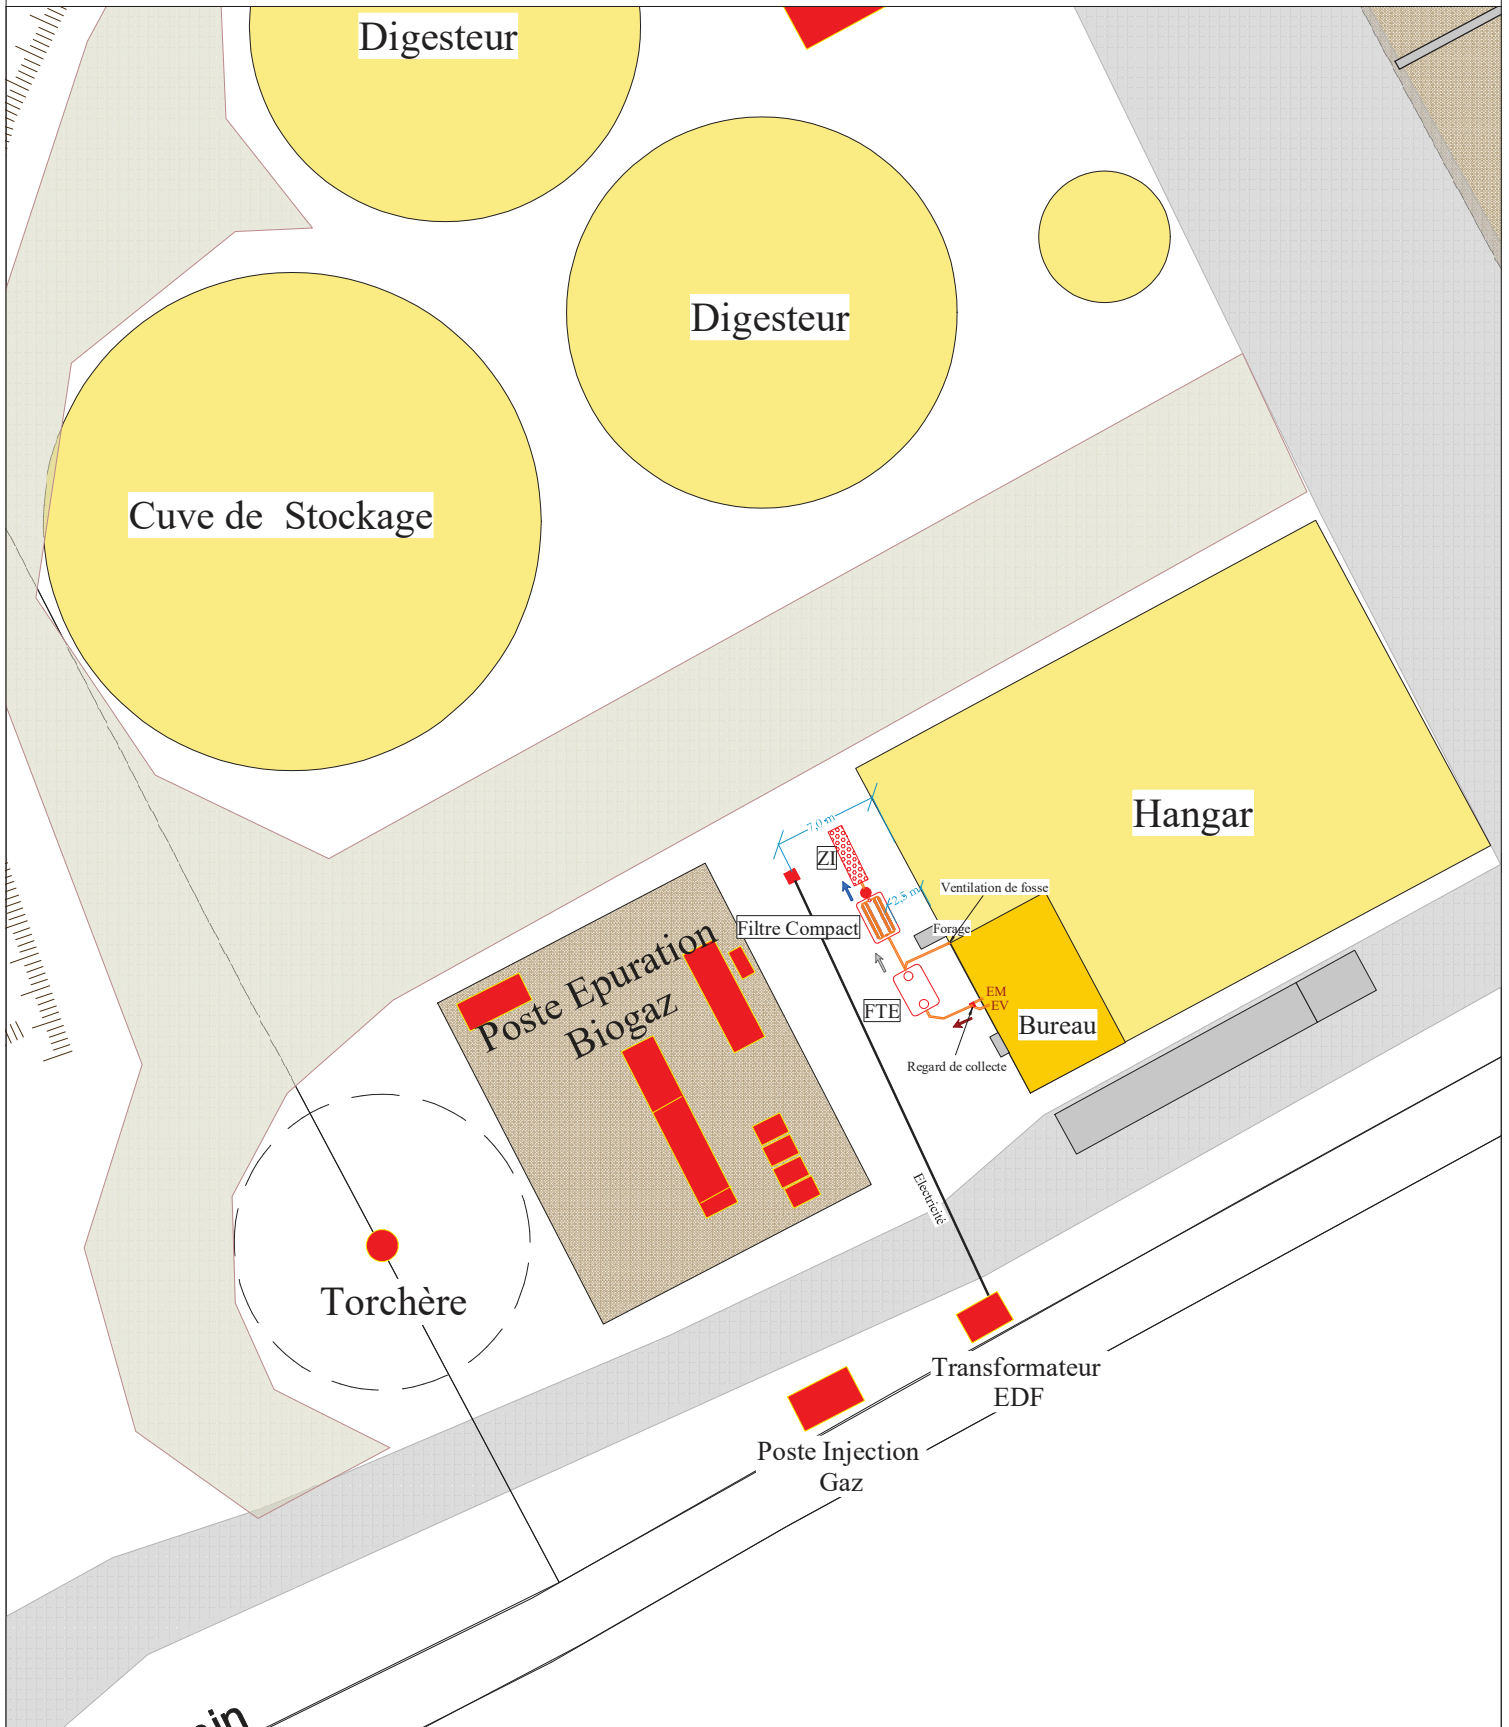 Digesteur
Digesteur
Cuve de Stockage
Hangar
7,0 m
ZI
2,5 m
Ventilation de fosse
Filtre Compact
Forage
Poste Epuration
Biogaz
EM
EV
FTE
Bureau
Regard de collecte
Electricité
Torchère
Transformateur
EDF
Poste Injection
Gaz